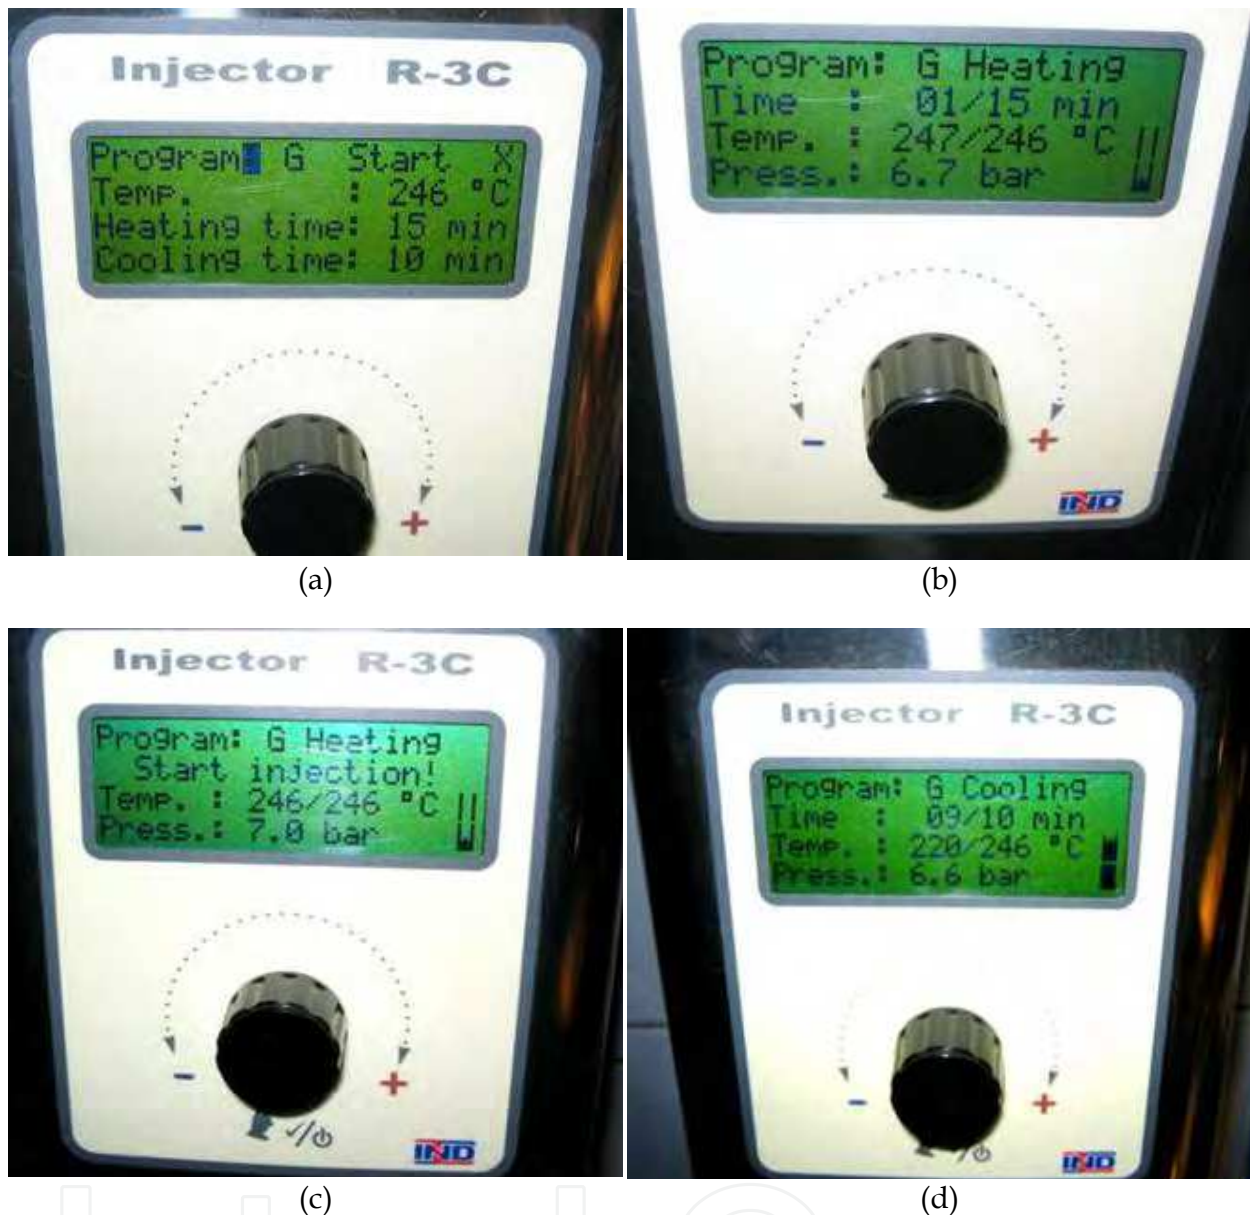 Injector R-3C
Program: G Start X
Temp. : 246 °C
Heating time: 15 min
Cooling time: 10 min
- +
(a)
Program: G Heating
Time : 01/15 min
Temp. : 247/246 °C
Press.: 6.7 bar
- +
IND
(b)
Injector R-3C
Program: G Heating
Start injection!
Temp. : 246/246 °C
Press.: 7.0 bar
- +
IND
(c)
Injector R-3C
Program: G Cooling
Time : 09/10 min
Temp. : 220/246 °C
Press.: 6.6 bar
- +
IND
(d)